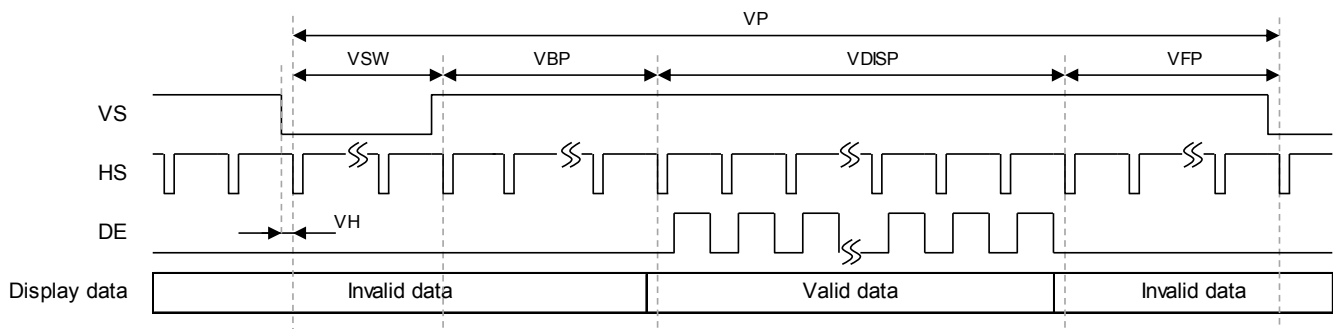 VP
VSW VBP VDISP VFP
VS
HS
DE
VH
Display data Invalid data Valid data Invalid data